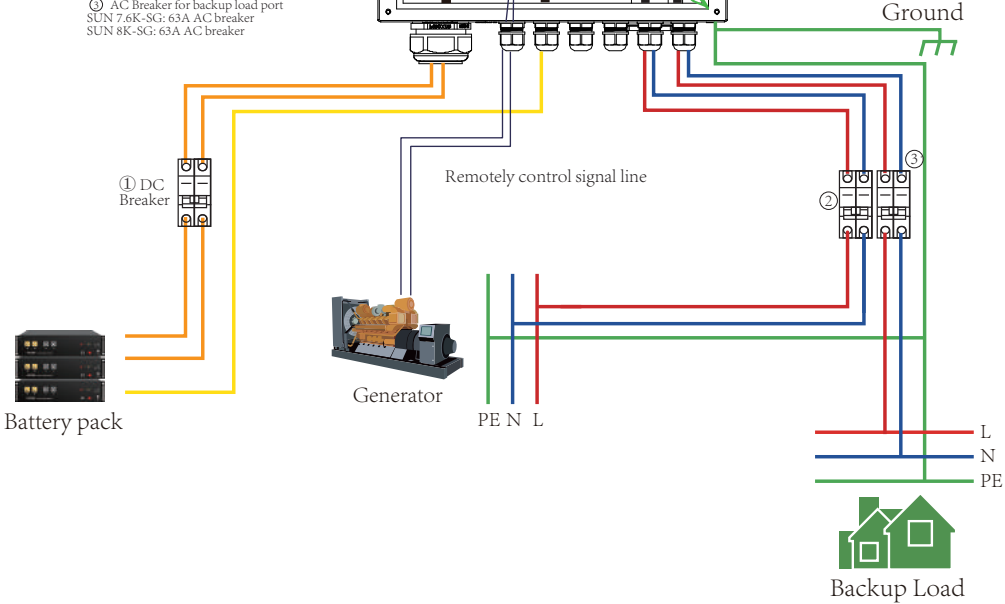 ③ AC Breaker for backup load port
SUN 7.6K-SG: 63A AC breaker
SUN 8K-SG: 63A AC breaker
Ground
① DC
Breaker
Remotely control signal line
③
②
Generator
Battery pack
PE N L
L
N
PE
Backup Load